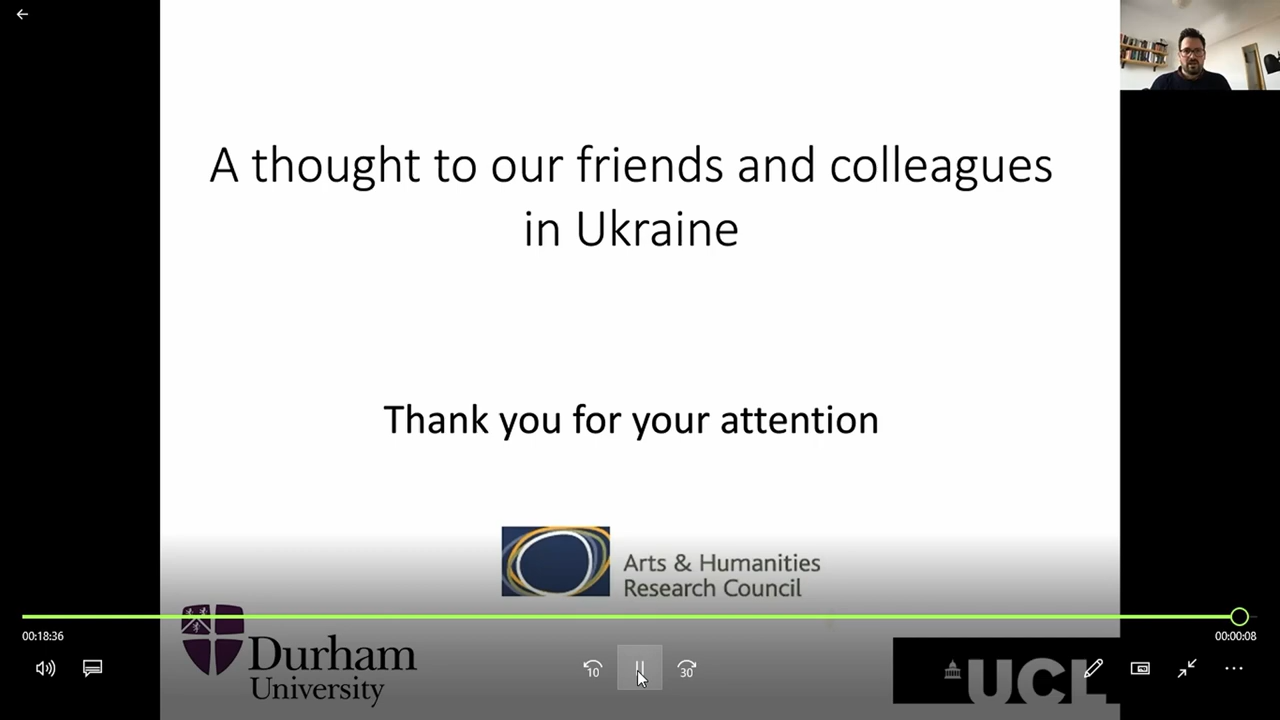 A thought to our friends and colleagues
in Ukraine
Thank you for your attention
Arts & Humanities
Research Council
00:18:36
00:00:08
10
30
Durham
University
UCL